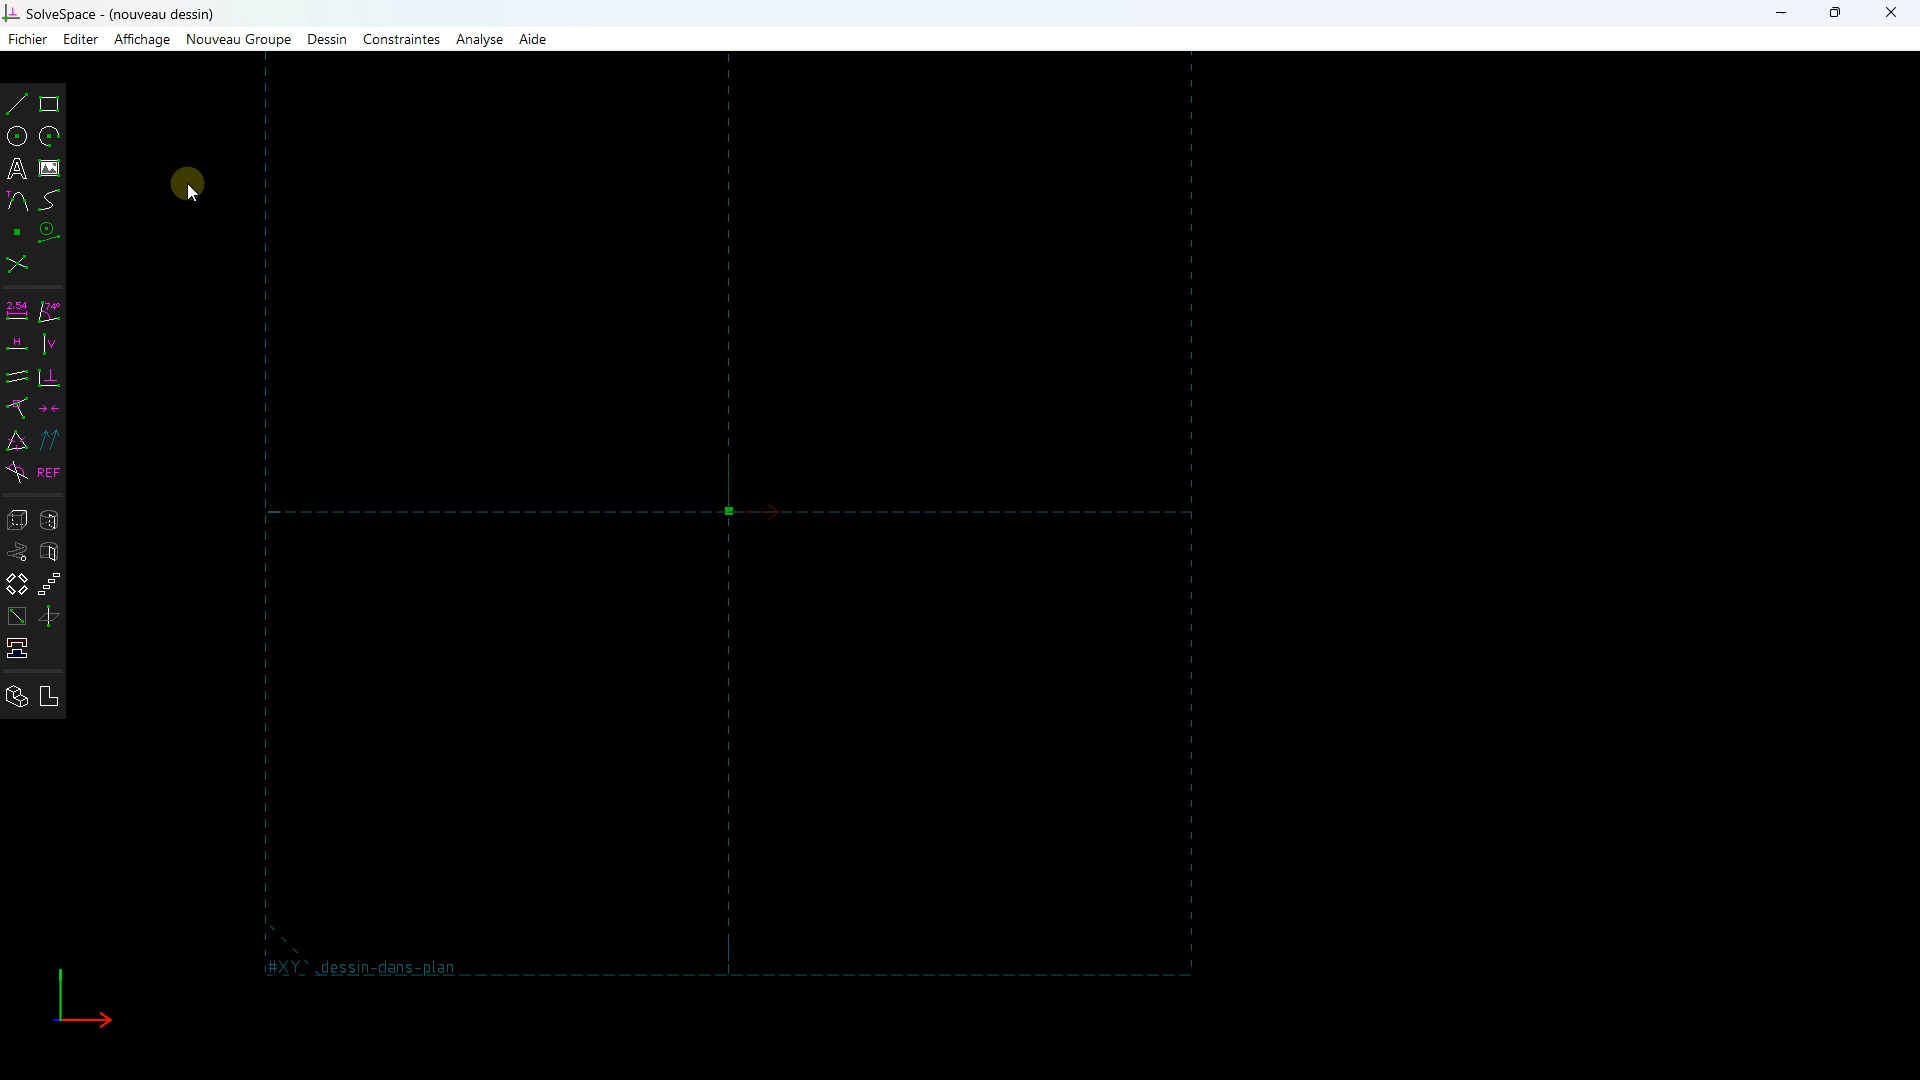 SolveSpace - (nouveau dessin)
Fichier Editer Affichage Nouveau Groupe Dessin Constraintes Analyse Aide
A
T
2.54 74°
H V
REF
#XY dessin-dans-plan